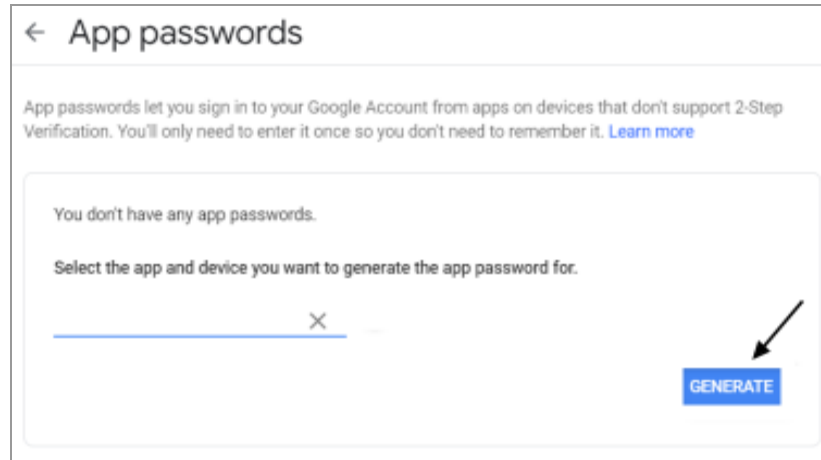 App passwords
App passwords let you sign in to your Google Account from apps on devices that don't support 2-Step
Verification. You'll only need to enter it once so you don't need to remember it. Learn more
You don't have any app passwords.
Select the app and device you want to generate the app password for.
GENERATE